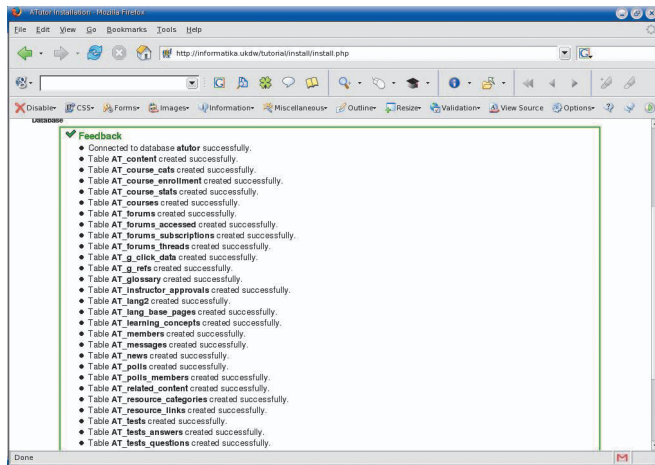 ATutor Installation - Mozilla Firefox
File Edit View Go Bookmarks Tools Help
http://informatika.ukdw/tutorial/install/install.php
Disable CSS Forms Images Information Miscellaneous Outline Resize Validation View Source Options
Database
Feedback
Connected to database atutor successfully.
Table AT_content created successfully.
Table AT_course_cats created successfully.
Table AT_course_enrollment created successfully.
Table AT_course_stats created successfully.
Table AT_courses created successfully.
Table AT_forums created successfully.
Table AT_forums_accessed created successfully.
Table AT_forums_subscriptions created successfully.
Table AT_forums_threads created successfully.
Table AT_g_click_data created successfully.
Table AT_g_refs created successfully.
Table AT_glossary created successfully.
Table AT_instructor_approvals created successfully.
Table AT_lang2 created successfully.
Table AT_lang_base_pages created successfully.
Table AT_learning_concepts created successfully.
Table AT_members created successfully.
Table AT_messages created successfully.
Table AT_news created successfully.
Table AT_polls created successfully.
Table AT_polls_members created successfully.
Table AT_related_content created successfully.
Table AT_resource_categories created successfully.
Table AT_resource_links created successfully.
Table AT_tests created successfully.
Table AT_tests_answers created successfully.
Table AT_tests_questions created successfully.
Done